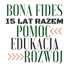 BONA FIDES
15 LAT RAZEM
POMOC
EDUKACJA
ROZWÓJ